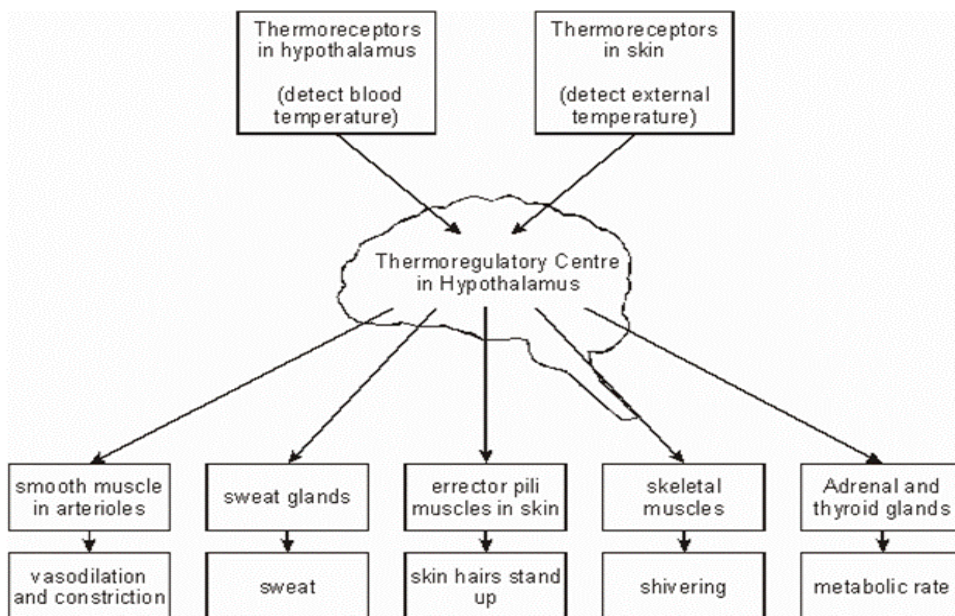 Thermoreceptors
in hypothalamus
(detect blood
temperature)
Thermoreceptors
in skin
(detect external
temperature)
Thermoregulatory Centre
in Hypothalamus
smooth muscle
in arterioles
sweat glands
errector pili
muscles in skin
skeletal
muscles
Adrenal and
thyroid glands
vasodilation
and constriction
sweat
skin hairs stand
up
shivering
metabolic rate